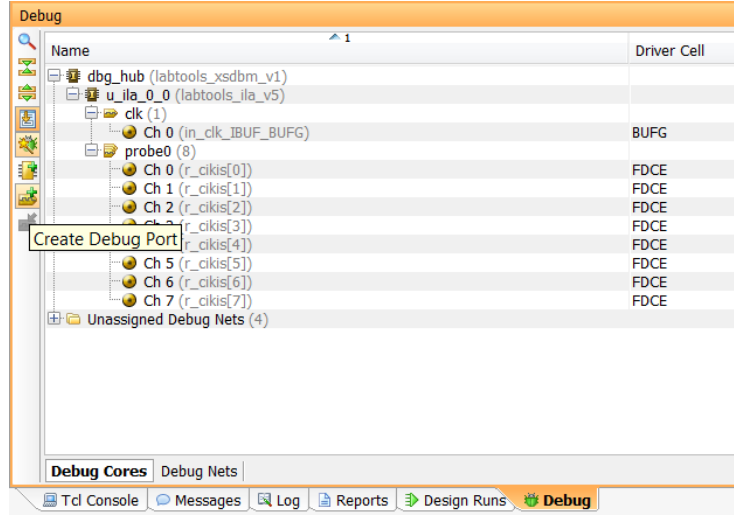 Debug
1
Name Driver Cell
dbg_hub (labtools_xsdbm_v1)
u_ila_0_0 (labtools_ila_v5)
clk (1)
Ch 0 (in_clk_IBUF_BUFG) BUFG
probe0 (8)
Ch 0 (r_cikis[0]) FDCE
Ch 1 (r_cikis[1]) FDCE
Ch 2 (r_cikis[2]) FDCE
(r_cikis[3]) FDCE
Create Debug Port (r_cikis[4]) FDCE
Ch 5 (r_cikis[5]) FDCE
Ch 6 (r_cikis[6]) FDCE
Ch 7 (r_cikis[7]) FDCE
Unassigned Debug Nets (4)
Debug Cores Debug Nets
Tcl Console Messages Log Reports Design Runs Debug